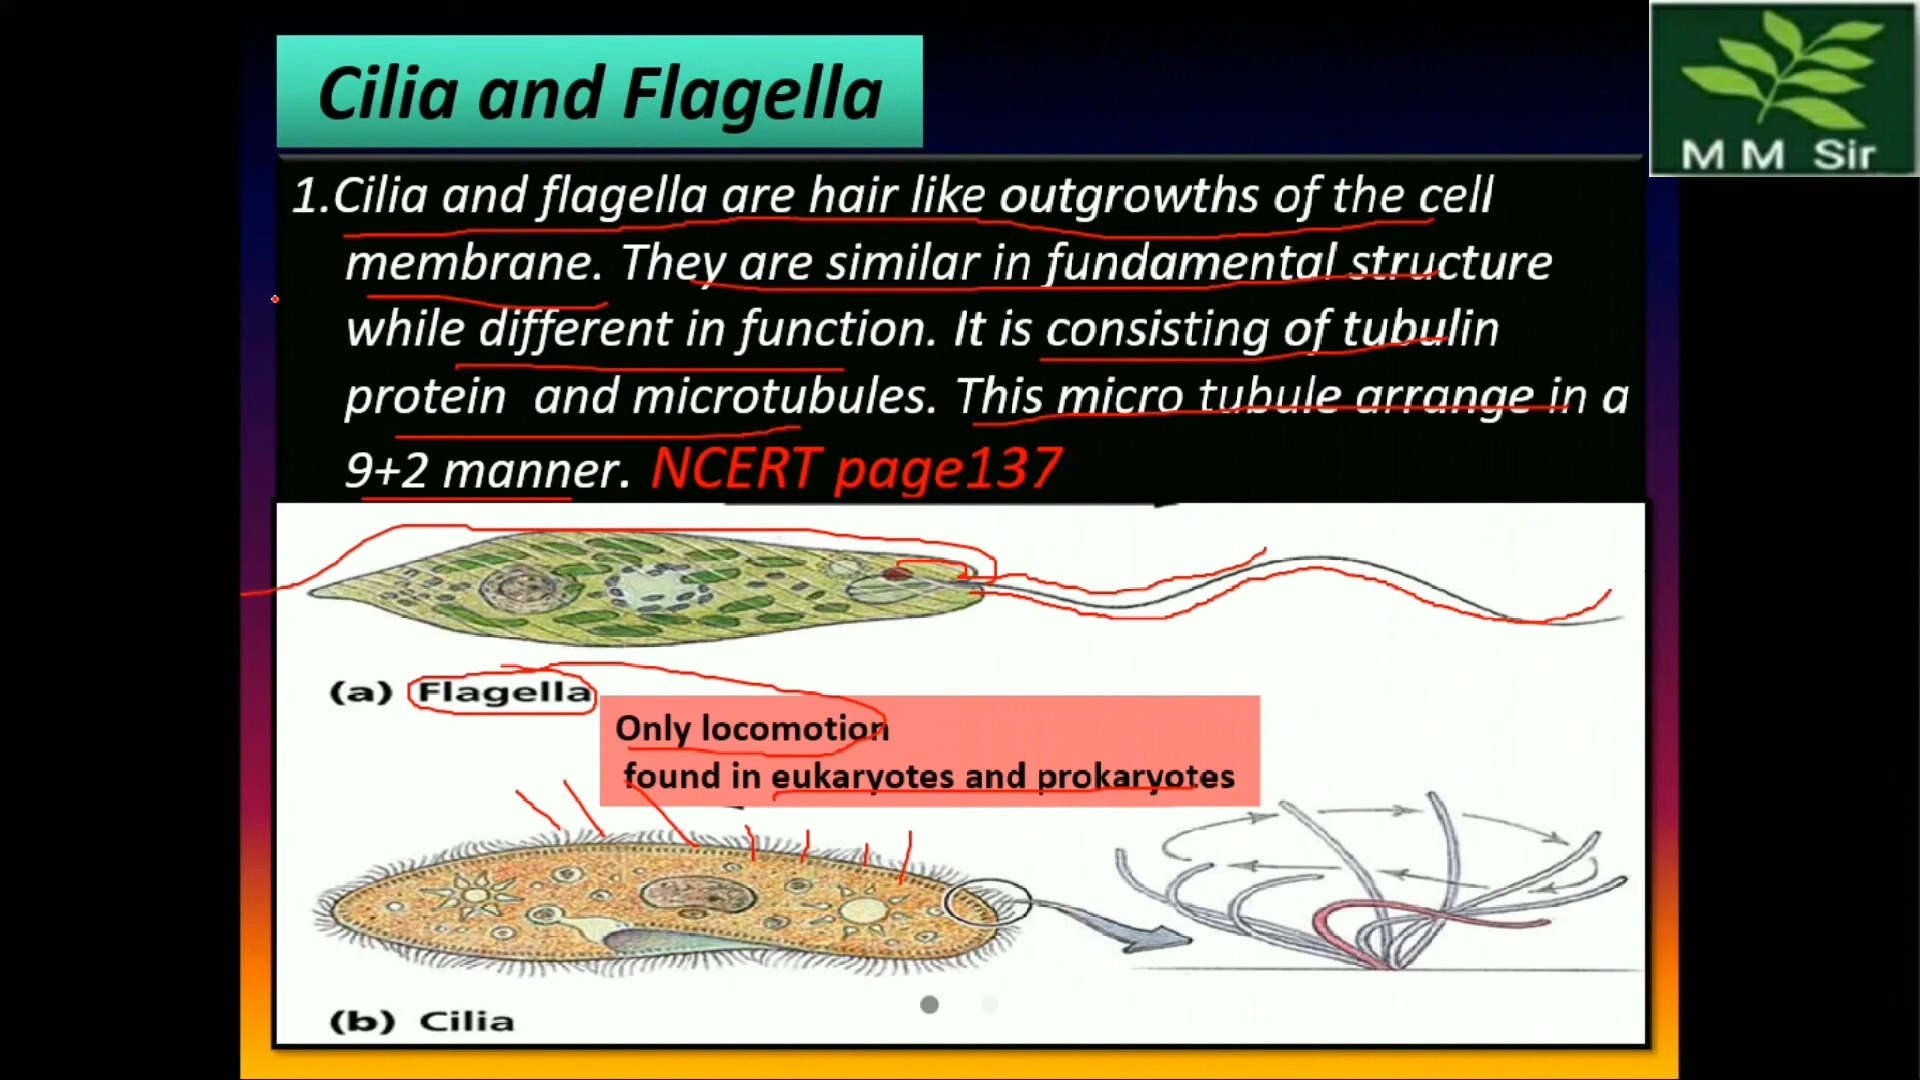 Cilia and Flagella
M M Sir
1.Cilia and flagella are hair like outgrowths of the cell
membrane. They are similar in fundamental structure
while different in function. It is consisting of tubulin
protein and microtubules. This micro tubule arrange in a
9+2 manner. NCERT page137
(a) Flagella
Only locomotion
found in eukaryotes and prokaryotes
(b) Cilia